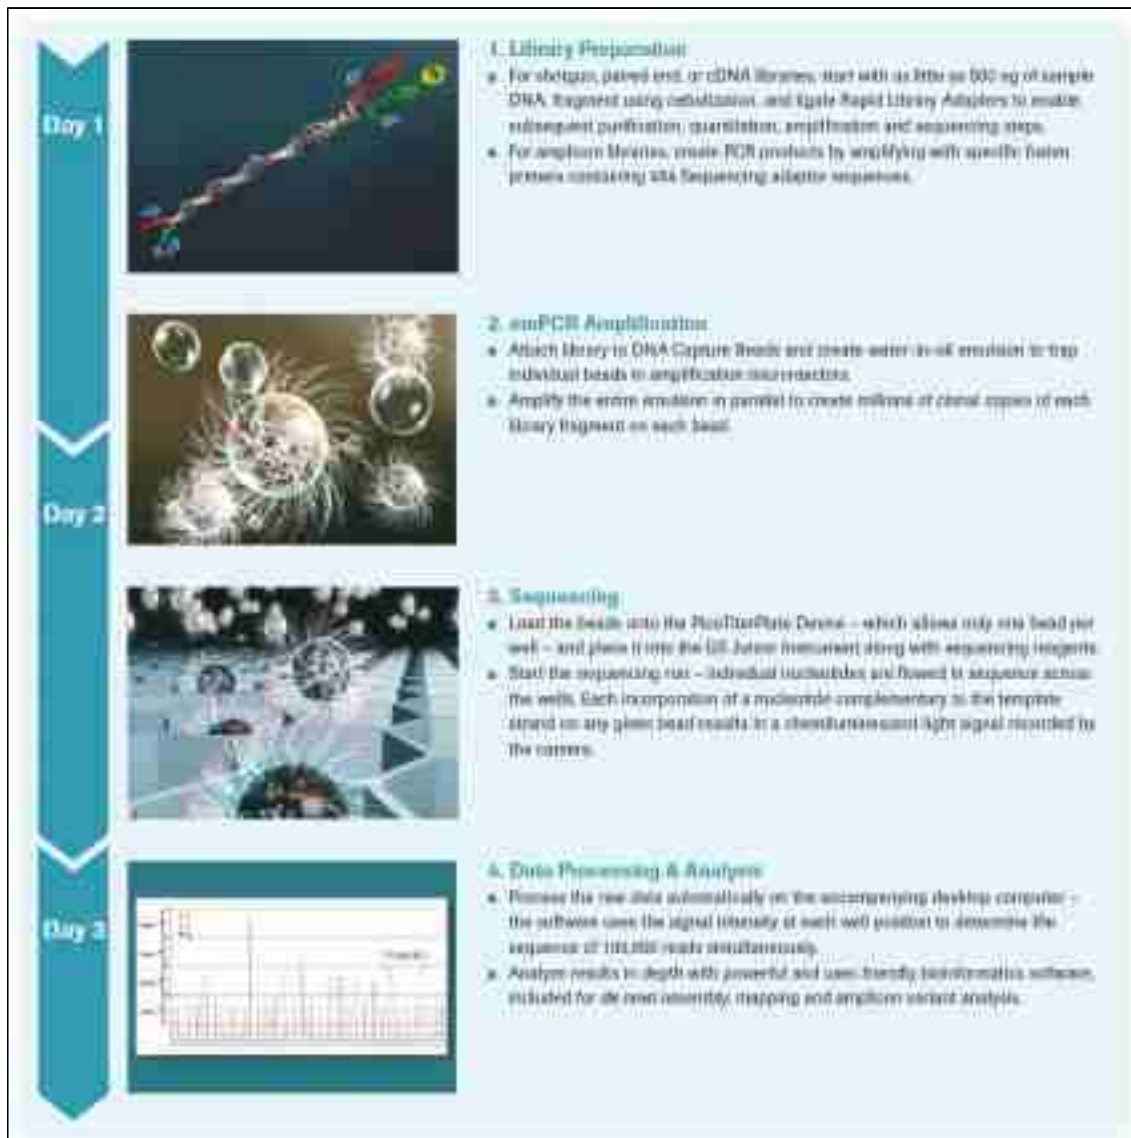 Day 1
1. Library Preparation
For shotgun, paired end, or cDNA libraries, start with as little as 500 ng of sample
DNA, fragment using nebulization, and ligate Rapid Library Adaptors to enable
subsequent purification, quantitation, amplification and sequencing steps.
For amplicon libraries, create PCR products by amplifying with specific fusion
primers containing 454 Sequencing adaptor sequences.
2. emPCR Amplification
Attach library to DNA Capture Beads and create water-in-oil emulsion to trap
individual beads in amplification microreactors.
Amplify the entire emulsion in parallel to create millions of clonal copies of each
library fragment on each bead.
Day 2
3. Sequencing
Load the beads onto the PicoTiterPlate Device – which allows only one bead per
well – and place it into the GS Junior Instrument along with sequencing reagents.
Start the sequencing run – individual nucleotides are flowed in sequence across
the wells. Each incorporation of a nucleotide complementary to the template
strand on any given bead results in a chemiluminescent light signal recorded by
the camera.
4. Data Processing & Analysis
Process the raw data automatically on the accompanying desktop computer –
the software uses the signal intensity at each well position to determine the
sequence of 100,000 reads simultaneously.
Day 3
Analyze results in depth with powerful and user-friendly bioinformatics software,
included for de novo assembly, mapping and amplicon variant analysis.